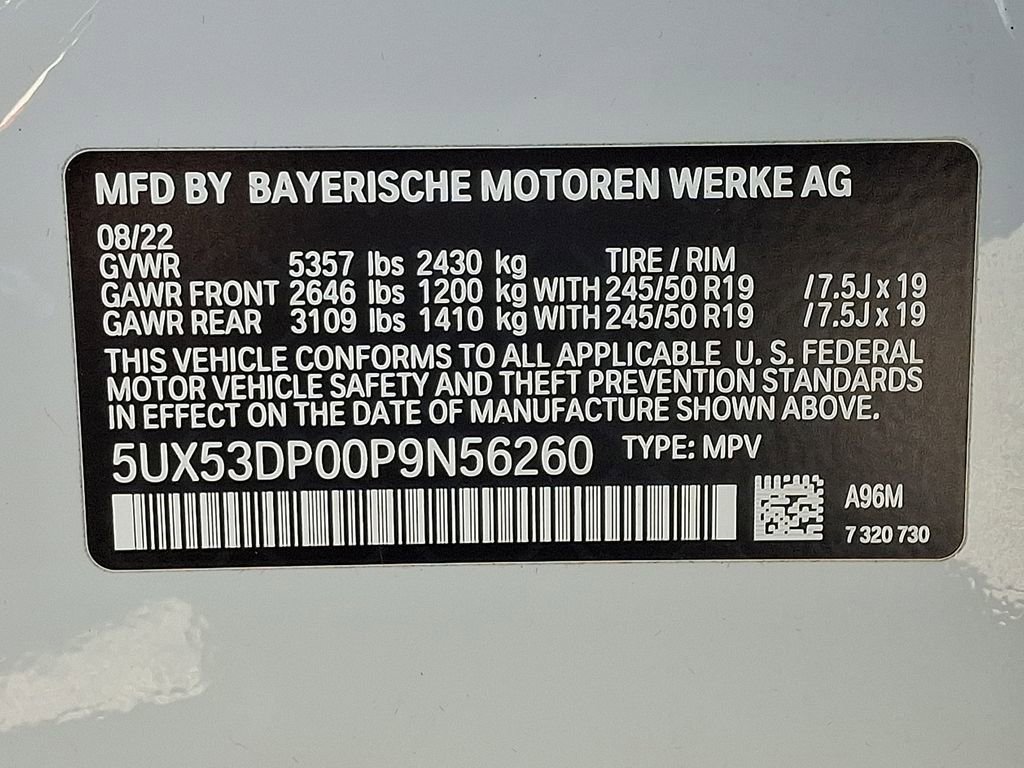 MFD BY BAYERISCHE MOTOREN WERKE AG
08/22
GVWR 5357 lbs 2430 kg TIRE / RIM
GAWR FRONT 2646 lbs 1200 kg WITH 245/50 R19 / 7.5J x 19
GAWR REAR 3109 lbs 1410 kg WITH 245/50 R19 / 7.5J x 19
THIS VEHICLE CONFORMS TO ALL APPLICABLE U. S. FEDERAL
MOTOR VEHICLE SAFETY AND THEFT PREVENTION STANDARDS
IN EFFECT ON THE DATE OF MANUFACTURE SHOWN ABOVE.
5UX53DP00P9N56260 TYPE: MPV
A96M
7 320 730